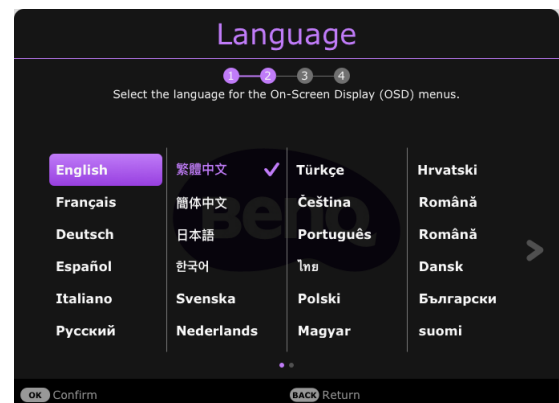 Language
1 2 3 4
Select the language for the On-Screen Display (OSD) menus.
English 繁體中文 Türkçe Hrvatski
Français 簡体中文 Čeština Română
Deutsch 日本語 Português Română
Español 한국어 ไทย Dansk
Italiano Svenska Polski Български
Русский Nederlands Magyar suomi
BenQ
OK Confirm BACK Return